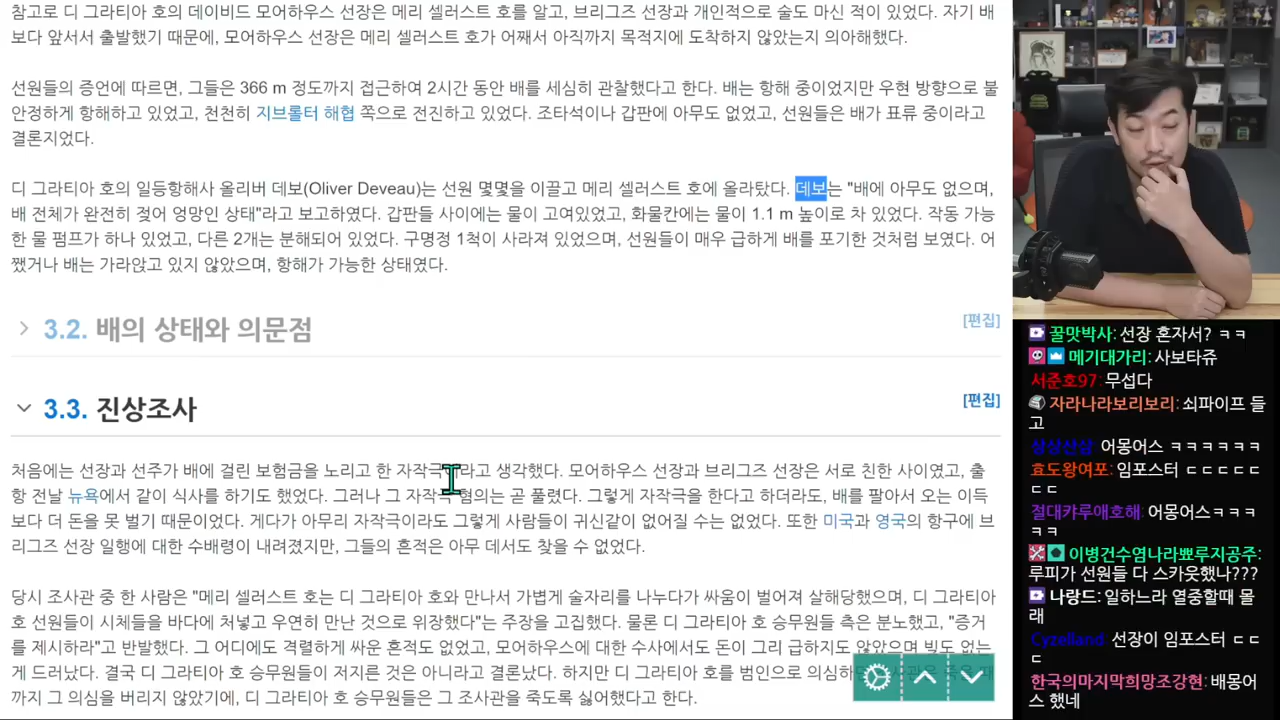 참고로 디 그라티아 호의 데이비드 모어하우스 선장은 메리 셀러스트 호를 알고, 브리그즈 선장과 개인적으로 술도 마신 적이 있었다. 자기 배
보다 앞서서 출발했기 때문에, 모어하우스 선장은 메리 셀러스트 호가 어째서 아직까지 목적지에 도착하지 않았는지 의아해했다.
선원들의 증언에 따르면, 그들은 366 m 정도까지 접근하여 2시간 동안 배를 세심히 관찰했다고 한다. 배는 항해 중이었지만 우현 방향으로 불
안정하게 항해하고 있었고, 천천히 지브롤터 해협 쪽으로 전진하고 있었다. 조타석이나 갑판에 아무도 없었고, 선원들은 배가 표류 중이라고
결론지었다.
디 그라티아 호의 일등항해사 올리버 데보(Oliver Deveau)는 선원 몇몇을 이끌고 메리 셀러스트 호에 올라탔다. 데보는 "배에 아무도 없으며,
배 전체가 완전히 젖어 엉망인 상태"라고 보고하였다. 갑판들 사이에는 물이 고여있었고, 화물칸에는 물이 1.1 m 높이로 차 있었다. 작동 가능
한 물 펌프가 하나 있었고, 다른 2개는 분해되어 있었다. 구명정 1척이 사라져 있었으며, 선원들이 매우 급하게 배를 포기한 것처럼 보였다. 어
쨌거나 배는 가라앉고 있지 않았으며, 항해가 가능한 상태였다.
3.2. 배의 상태와 의문점 [편집]
3.3. 진상조사 [편집]
처음에는 선장과 선주가 배에 걸린 보험금을 노리고 한 자작극이라고 생각했다. 모어하우스 선장과 브리그즈 선장은 서로 친한 사이였고, 출
항 전날 뉴욕에서 같이 식사를 하기도 했었다. 그러나 그 자작극 혐의는 곧 풀렸다. 그렇게 자작극을 한다고 하더라도, 배를 팔아서 오는 이득
보다 더 돈을 못 벌기 때문이었다. 게다가 아무리 자작극이라도 그렇게 사람들이 귀신같이 없어질 수는 없었다. 또한 미국과 영국의 항구에 브
리그즈 선장 일행에 대한 수배령이 내려졌지만, 그들의 흔적은 아무 데서도 찾을 수 없었다.
당시 조사관 중 한 사람은 "메리 셀러스트 호는 디 그라티아 호와 만나서 가볍게 술자리를 나누다가 싸움이 벌어져 살해당했으며, 디 그라티아
호 선원들이 시체들을 바다에 처넣고 우연히 만난 것으로 위장했다"는 주장을 고집했다. 물론 디 그라티아 호 승무원들 측은 분노했고, "증거
를 제시하라"고 반발했다. 그 어디에도 격렬하게 싸운 흔적도 없었고, 모어하우스에 대한 수사에서도 돈이 그리 급하지도 않았으며 빚도 없는
게 드러났다. 결국 디 그라티아 호 승무원들이 저지른 것은 아니라고 결론났다. 하지만 디 그라티아 호를 범인으로 의심하
까지 그 의심을 버리지 않았기에, 디 그라티아 호 승무원들은 그 조사관을 죽도록 싫어했다고 한다.
꿀맛박사: 선장 혼자서? ㅋㅋ
메기대가리: 사보타쥬
서준호97: 무섭다
자라나라보리보리: 쇠파이프 들
고
상상산삼 어몽어스 ㅋㅋㅋㅋㅋㅋ
효도왕여포: 임포스터 ㄷㄷㄷㄷㄷ
ㄷㄷ
절대캬루애호해: 어몽어스ㅋㅋㅋ
ㅋㅋ
이병건수염나라뾰루지공주:
루피가 선원들 다 스카웃했나???
나랑드: 일하느라 열중할때 몰
래
Cyzelland 선장이 임포스터 ㄷㄷ
ㄷ
한국의마지막희망조강현: 배몽어
스 했네